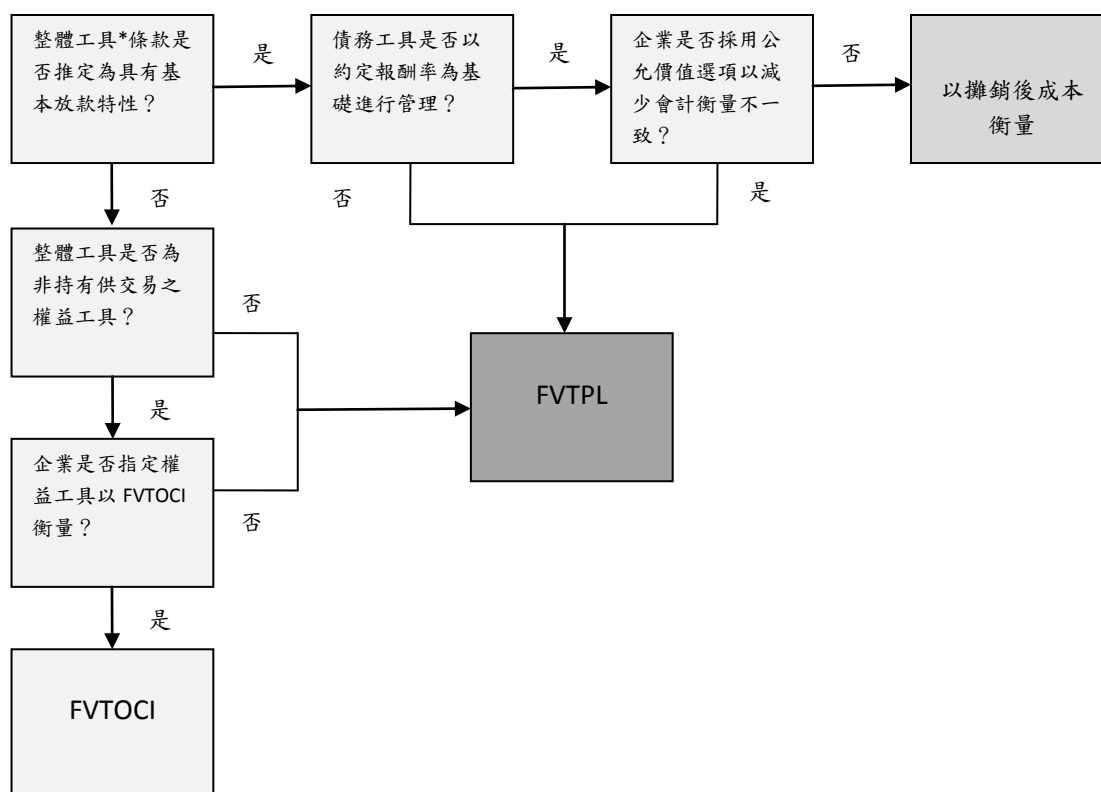 整體工具*條款是
否推定為具有基
本放款特性？
是
債務工具是否以
約定報酬率為基
礎進行管理？
是
企業是否採用公
允價值選項以減
少會計衡量不一
致？
否
以攤銷後成本
衡量
否
否
是
整體工具是否為
非持有供交易之
權益工具？
否
FVTPL
是
企業是否指定權
益工具以 FVTOCI
衡量？
否
是
FVTOCI